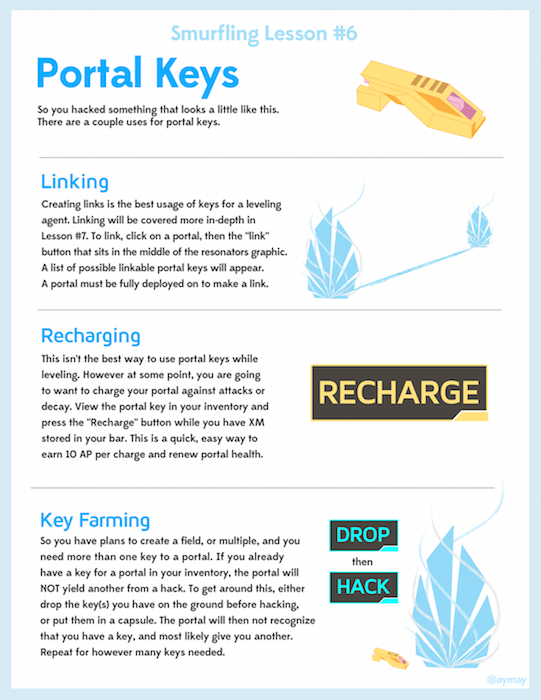 Smurfling Lesson #6
Portal Keys
So you hacked something that looks a little like this.
There are a couple uses for portal keys.
Linking
Creating links is the best usage of keys for a leveling
agent. Linking will be covered more in-depth in
Lesson #7. To link, click on a portal, then the "link"
button that sits in the middle of the resonators graphic.
A list of possible linkable portal keys will appear.
A portal must be fully deployed on to make a link.
Recharging
This isn't the best way to use portal keys while
leveling. However at some point, you are going
to want to charge your portal against attacks or
decay. View the portal key in your inventory and
press the "Recharge" button while you have XM
stored in your bar. This is a quick, easy way to
earn 10 AP per charge and renew portal health.
RECHARGE
Key Farming
So you have plans to create a field, or multiple, and you
need more than one key to a portal. If you already
have a key for a portal in your inventory, the portal will
NOT yield another from a hack. To get around this, either
drop the key(s) you have on the ground before hacking,
or put them in a capsule. The portal will then not recognize
that you have a key, and most likely give you another.
Repeat for however many keys needed.
DROP
then
HACK
@aymay